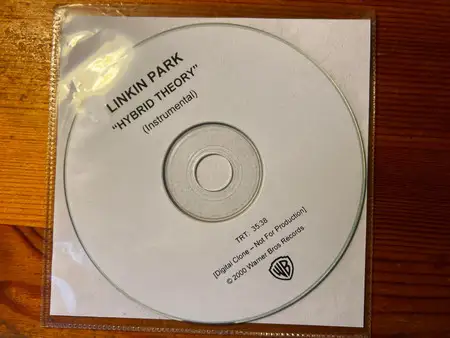 LINKIN PARK
"HYBRID THEORY"
(Instrumental)
TRT: 35:38
[Digital Clone – Not For Production]
© 2000 Warner Bros Records
WB